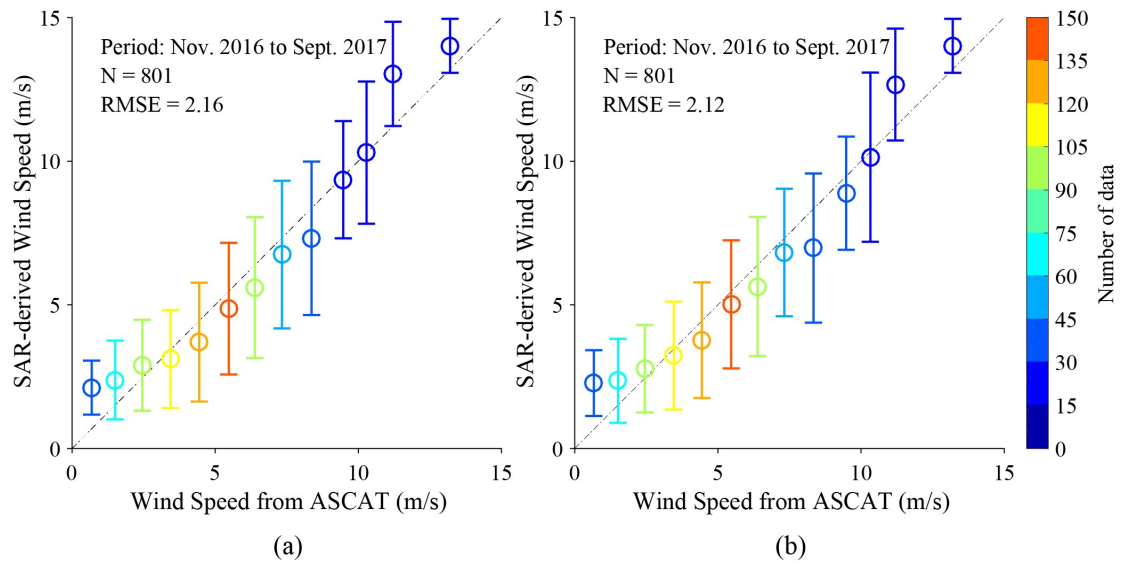 15
10
5
0
SAR-derived Wind Speed (m/s)
Period: Nov. 2016 to Sept. 2017
N = 801
RMSE = 2.16
0 5 10 15
Wind Speed from ASCAT (m/s)
(a)
15
10
5
0
SAR-derived Wind Speed (m/s)
Period: Nov. 2016 to Sept. 2017
N = 801
RMSE = 2.12
0 5 10 15
Wind Speed from ASCAT (m/s)
(b)
150
135
120
105
90
75
60
45
30
15
0
Number of data